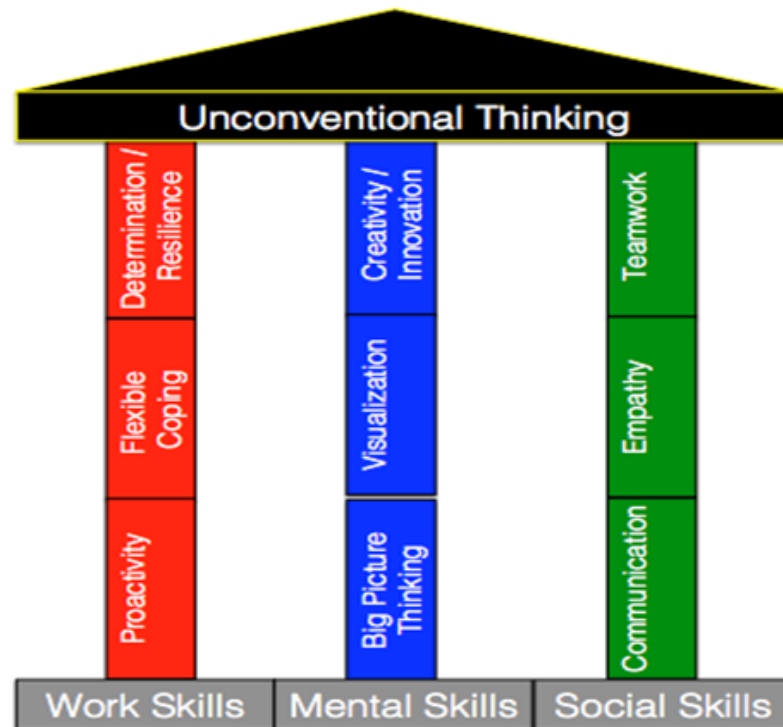 Unconventional Thinking
Determination /
Resilience
Flexible
Coping
Proactivity
Creativity /
Innovation
Visualization
Big Picture
Thinking
Teamwork
Empathy
Communication
Work Skills
Mental Skills
Social Skills